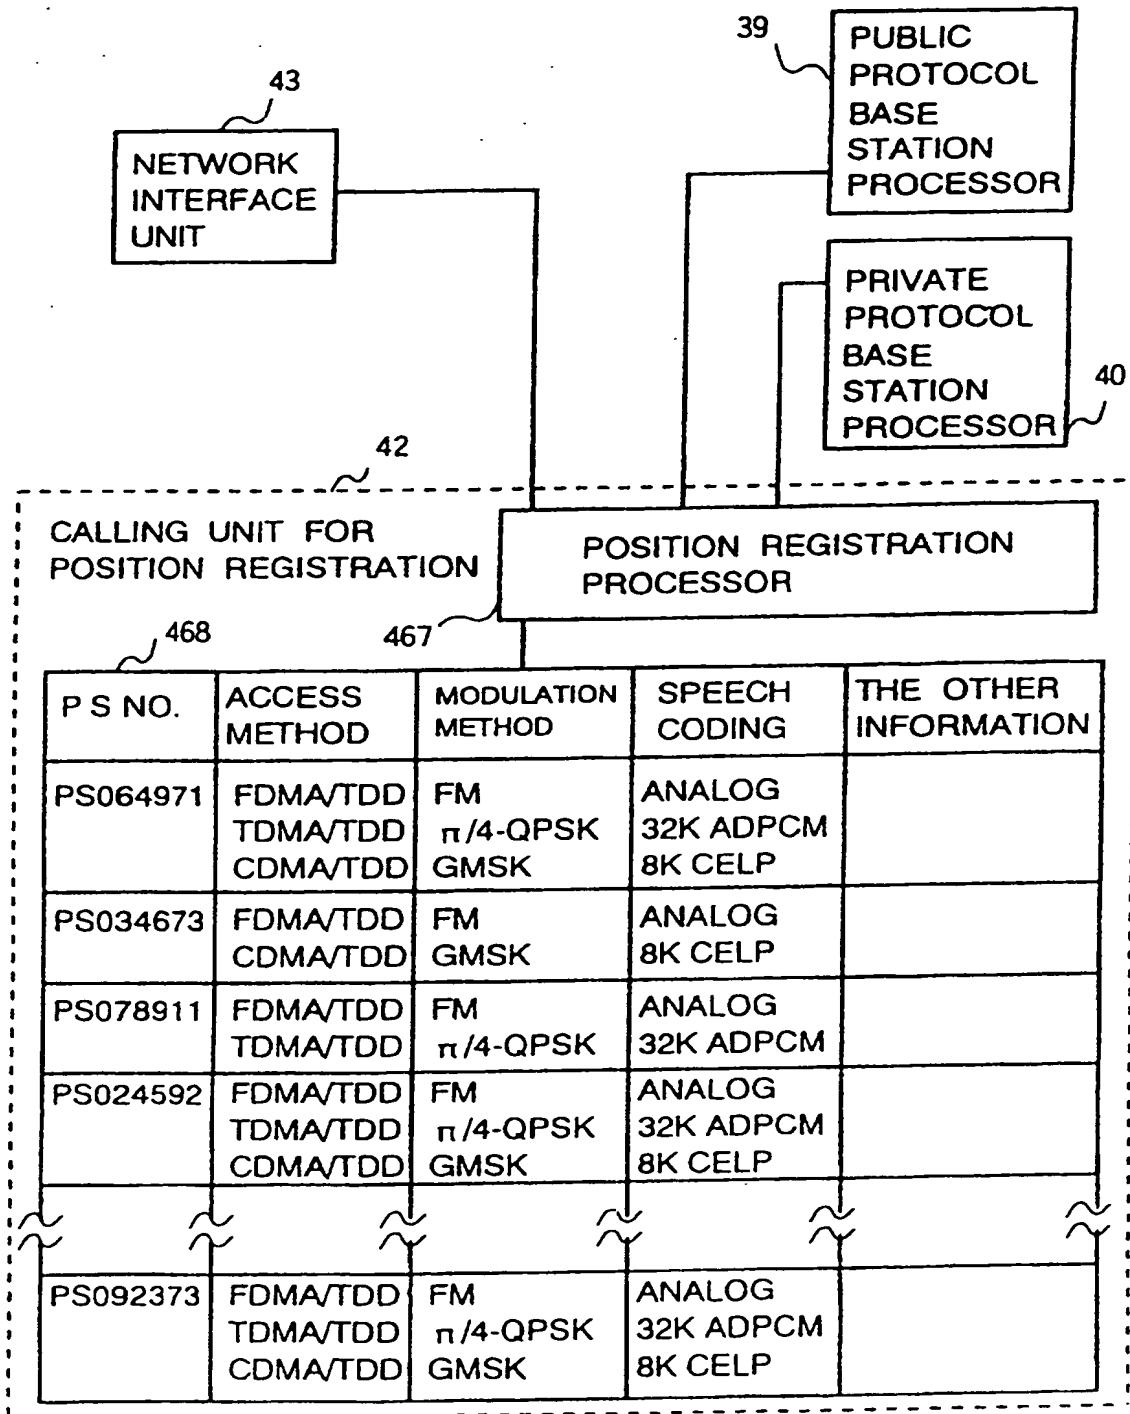 39
PUBLIC
PROTOCOL
BASE
STATION
PROCESSOR
43
NETWORK
INTERFACE
UNIT
PRIVATE
PROTOCOL
BASE
STATION
PROCESSOR
40
42
CALLING UNIT FOR
POSITION REGISTRATION
POSITION REGISTRATION
PROCESSOR
467
468
P S NO.
ACCESS
METHOD
MODULATION
METHOD
SPEECH
CODING
THE OTHER
INFORMATION
PS064971 FDMA/TDD FM ANALOG
TDMA/TDD π/4-QPSK 32K ADPCM
CDMA/TDD GMSK 8K CELP
PS034673 FDMA/TDD FM ANALOG
CDMA/TDD GMSK 8K CELP
PS078911 FDMA/TDD FM ANALOG
TDMA/TDD π/4-QPSK 32K ADPCM
PS024592 FDMA/TDD FM ANALOG
TDMA/TDD π/4-QPSK 32K ADPCM
CDMA/TDD GMSK 8K CELP
PS092373 FDMA/TDD FM ANALOG
TDMA/TDD π/4-QPSK 32K ADPCM
CDMA/TDD GMSK 8K CELP